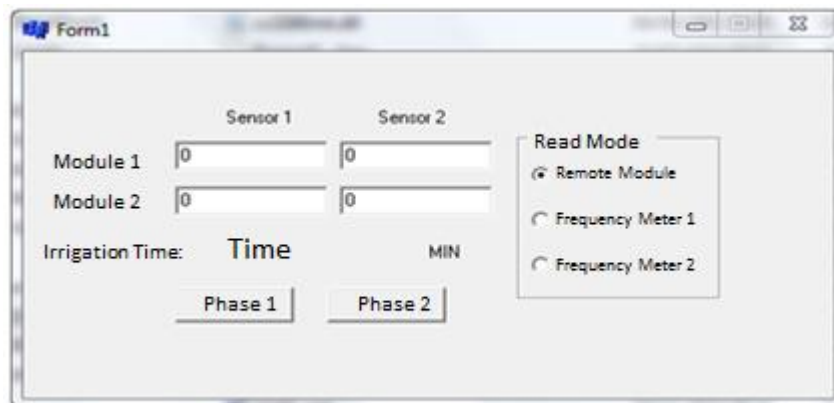 Form1
Sensor 1 Sensor 2
Module 1 0 0
Module 2 0 0
Irrigation Time: Time MIN
Phase 1 Phase 2
Read Mode
Remote Module
Frequency Meter 1
Frequency Meter 2